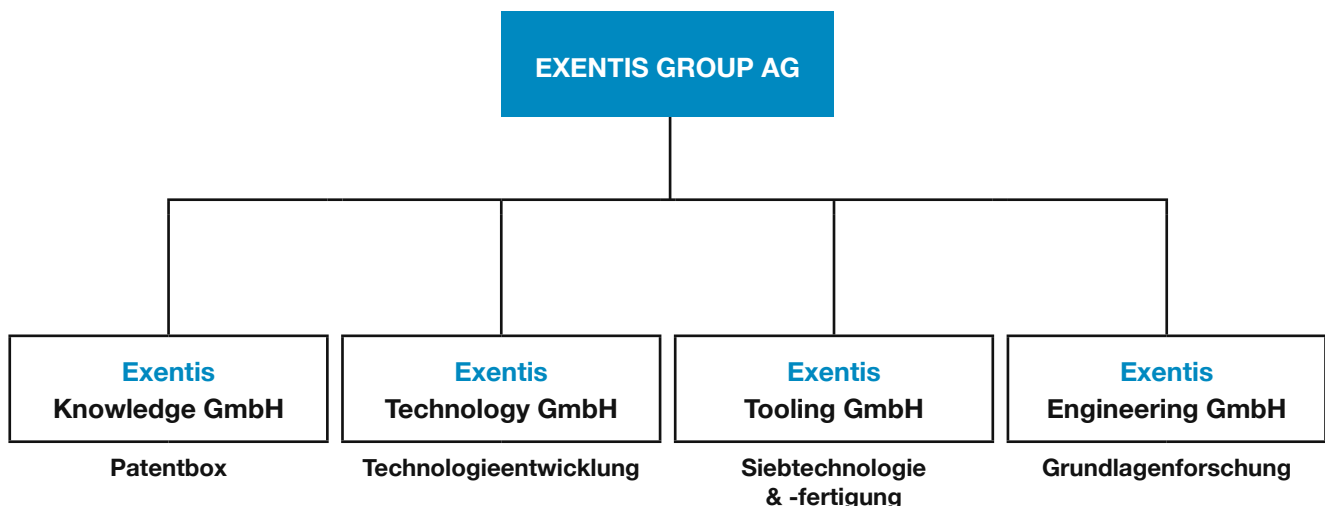 EXENTIS GROUP AG
Exentis
Knowledge GmbH
Exentis
Technology GmbH
Exentis
Tooling GmbH
Exentis
Engineering GmbH
Patentbox
Technologieentwicklung
Siebtechnologie
& -fertigung
Grundlagenforschung